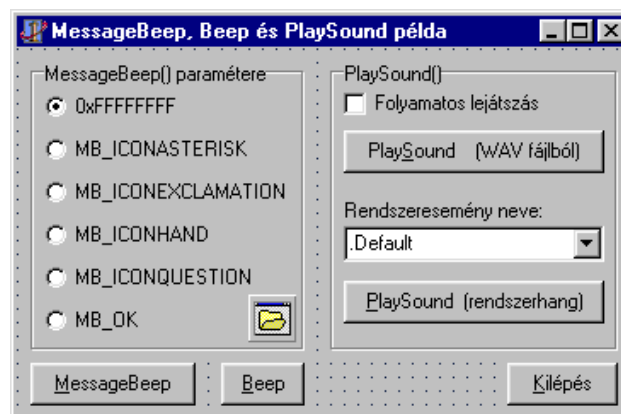 MessageBeep, Beep és PlaySound példa
MessageBeep() paramétere
0xFFFFFFFF
MB_ICONASTERISK
MB_ICONEXCLAMATION
MB_ICONHAND
MB_ICONQUESTION
MB_OK
PlaySound()
Folyamatos lejátszás
PlaySound (WAV fájlból)
Rendszeresemény neve:
.Default
PlaySound (rendszerhang)
MessageBeep
Beep
Kilépés